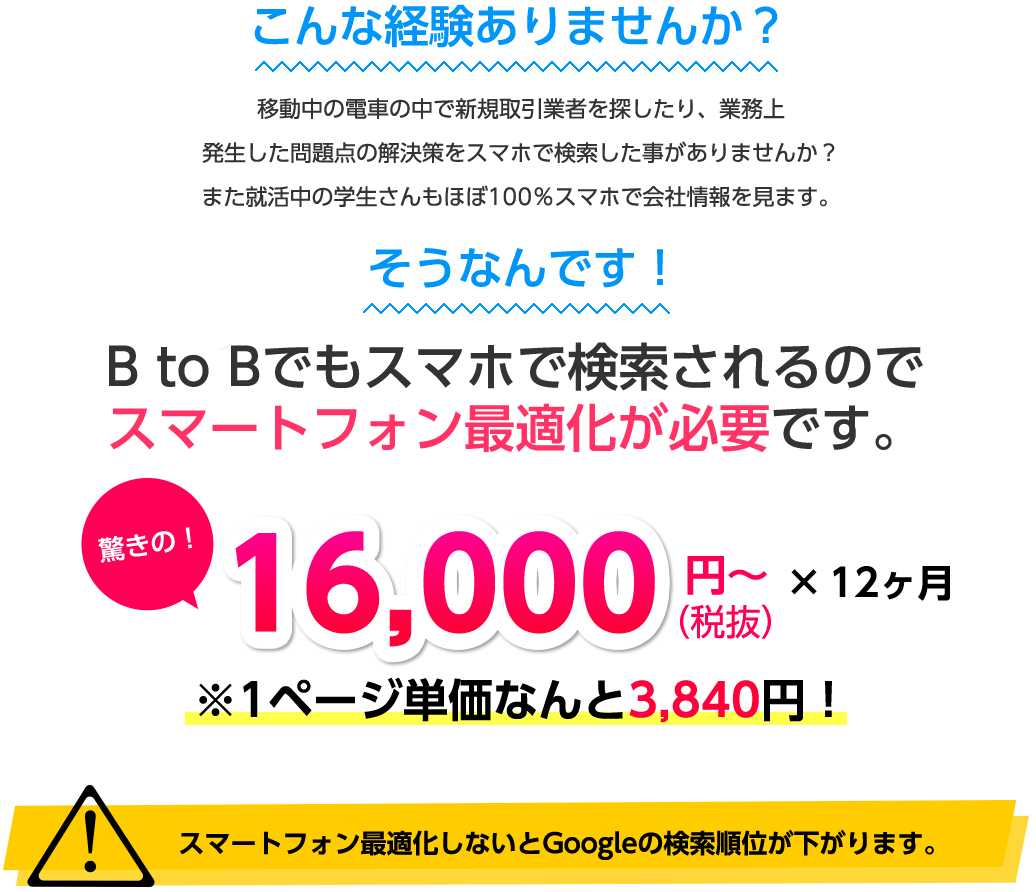 こんな経験ありませんか？
移動中の電車の中で新規取引業者を探したり、業務上
発生した問題点の解決策をスマホで検索した事がありませんか？
また就活中の学生さんもほぼ100％スマホで会社情報を見ます。
そうなんです！
B to Bでもスマホで検索されるので
スマートフォン最適化が必要です。
驚きの！
16,000円〜（税抜）× 12ヶ月
※1ページ単価なんと3,840円！
スマートフォン最適化しないとGoogleの検索順位が下がります。